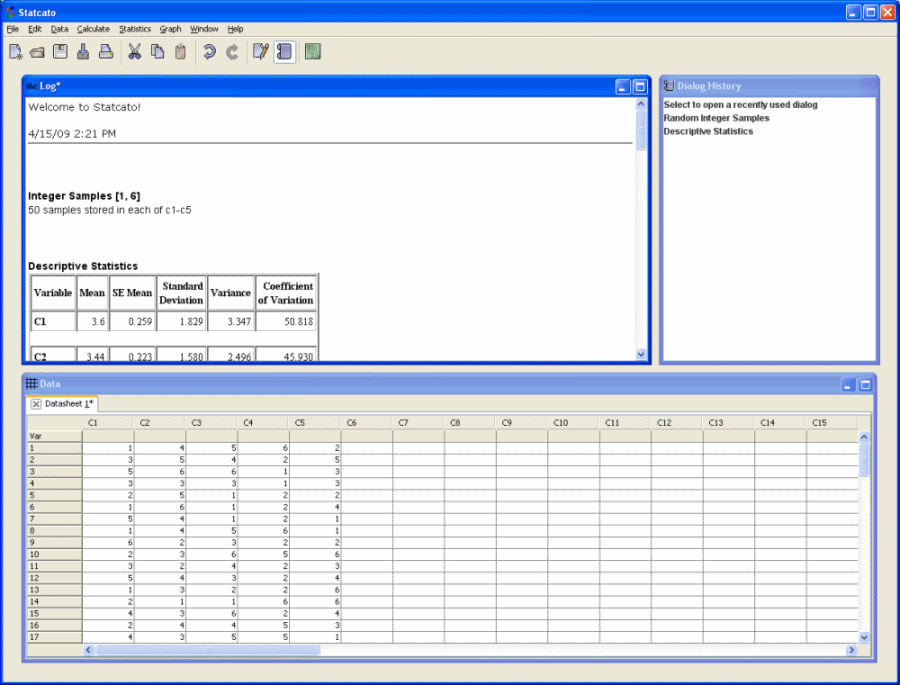 Statcato
File Edit Data Calculate Statistics Graph Window Help
Log*
Welcome to Statcato!
4/15/09 2:21 PM
Integer Samples [1, 6]
50 samples stored in each of c1-c5
Descriptive Statistics
Variable Mean SE Mean Standard Deviation Variance Coefficient of Variation
C1 3.6 0.259 1.829 3.347 50.818
C2 3.44 0.223 1.580 2.496 45.930
Dialog History
Select to open a recently used dialog
Random Integer Samples
Descriptive Statistics
Data
Datasheet 1*
C1 C2 C3 C4 C5 C6 C7 C8 C9 C10 C11 C12 C13 C14 C15
Var
1 1 4 5 6 2
2 3 5 4 2 5
3 5 6 6 1 3
4 3 3 3 1 3
5 2 5 1 2 2
6 1 6 1 2 4
7 5 4 1 2 1
8 1 4 5 6 1
9 6 2 3 2 2
10 2 3 6 5 6
11 3 2 4 2 3
12 5 4 3 2 4
13 1 3 2 2 6
14 2 1 1 6 6
15 4 3 6 2 4
16 2 4 4 5 3
17 4 3 5 5 1